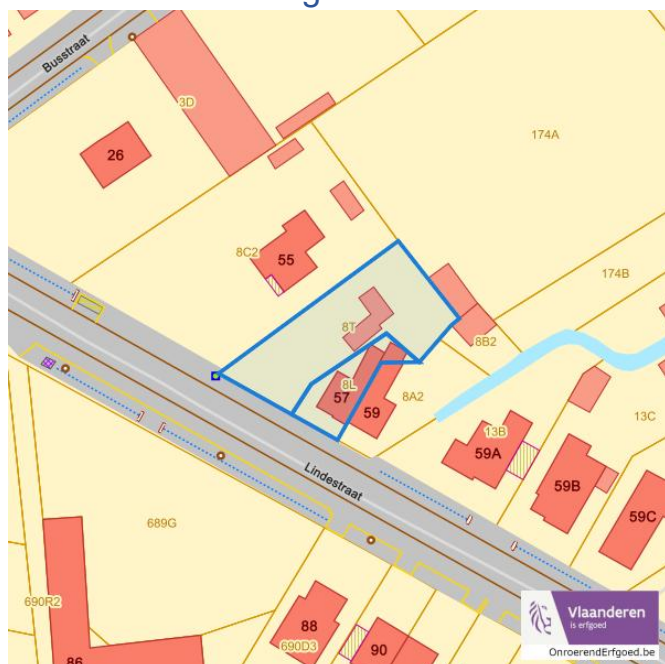 Busstraat
3D
26
174A
8C2
55
174B
8T
8B2
8L
57
59
8A2
13B
13C
59A
59B
59C
Lindestraat
689G
690R2
88
690D3
90
86
Vlaanderen
is erfgoed
OnroerendErfgoed.be